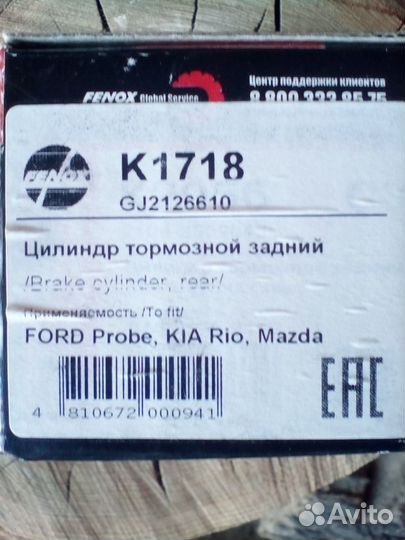 Центр поддержки клиентов
FENOX Global Service
8 800 333 85 75
FENOX
K1718
GJ2126610
Цилиндр тормозной задний
/Brake cylinder, rear/
Применяемость /To fit/
FORD Probe, KIA Rio, Mazda
4 810672 000941
EAC
Avito